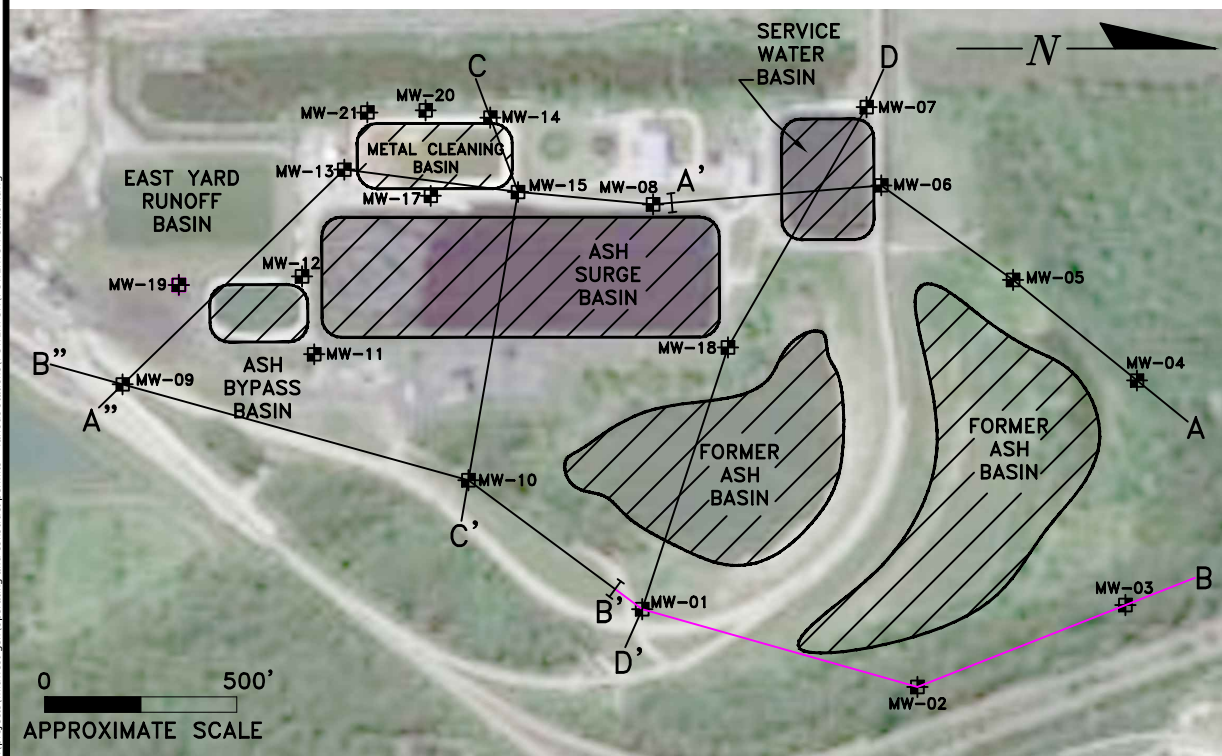 SERVICE
WATER
BASIN
N
C
D
MW-21
MW-20
MW-14
MW-07
METAL CLEANING
BASIN
MW-13
MW-17
MW-15
MW-08
A'
MW-06
EAST YARD
RUNOFF
BASIN
ASH
SURGE
BASIN
MW-12
MW-19
MW-05
MW-18
MW-11
B"
MW-09
A"
ASH
BYPASS
BASIN
MW-04
A
FORMER
ASH
BASIN
FORMER
ASH
BASIN
MW-10
C'
B'
MW-01
D'
MW-03
B
MW-02
0 500'
APPROXIMATE SCALE